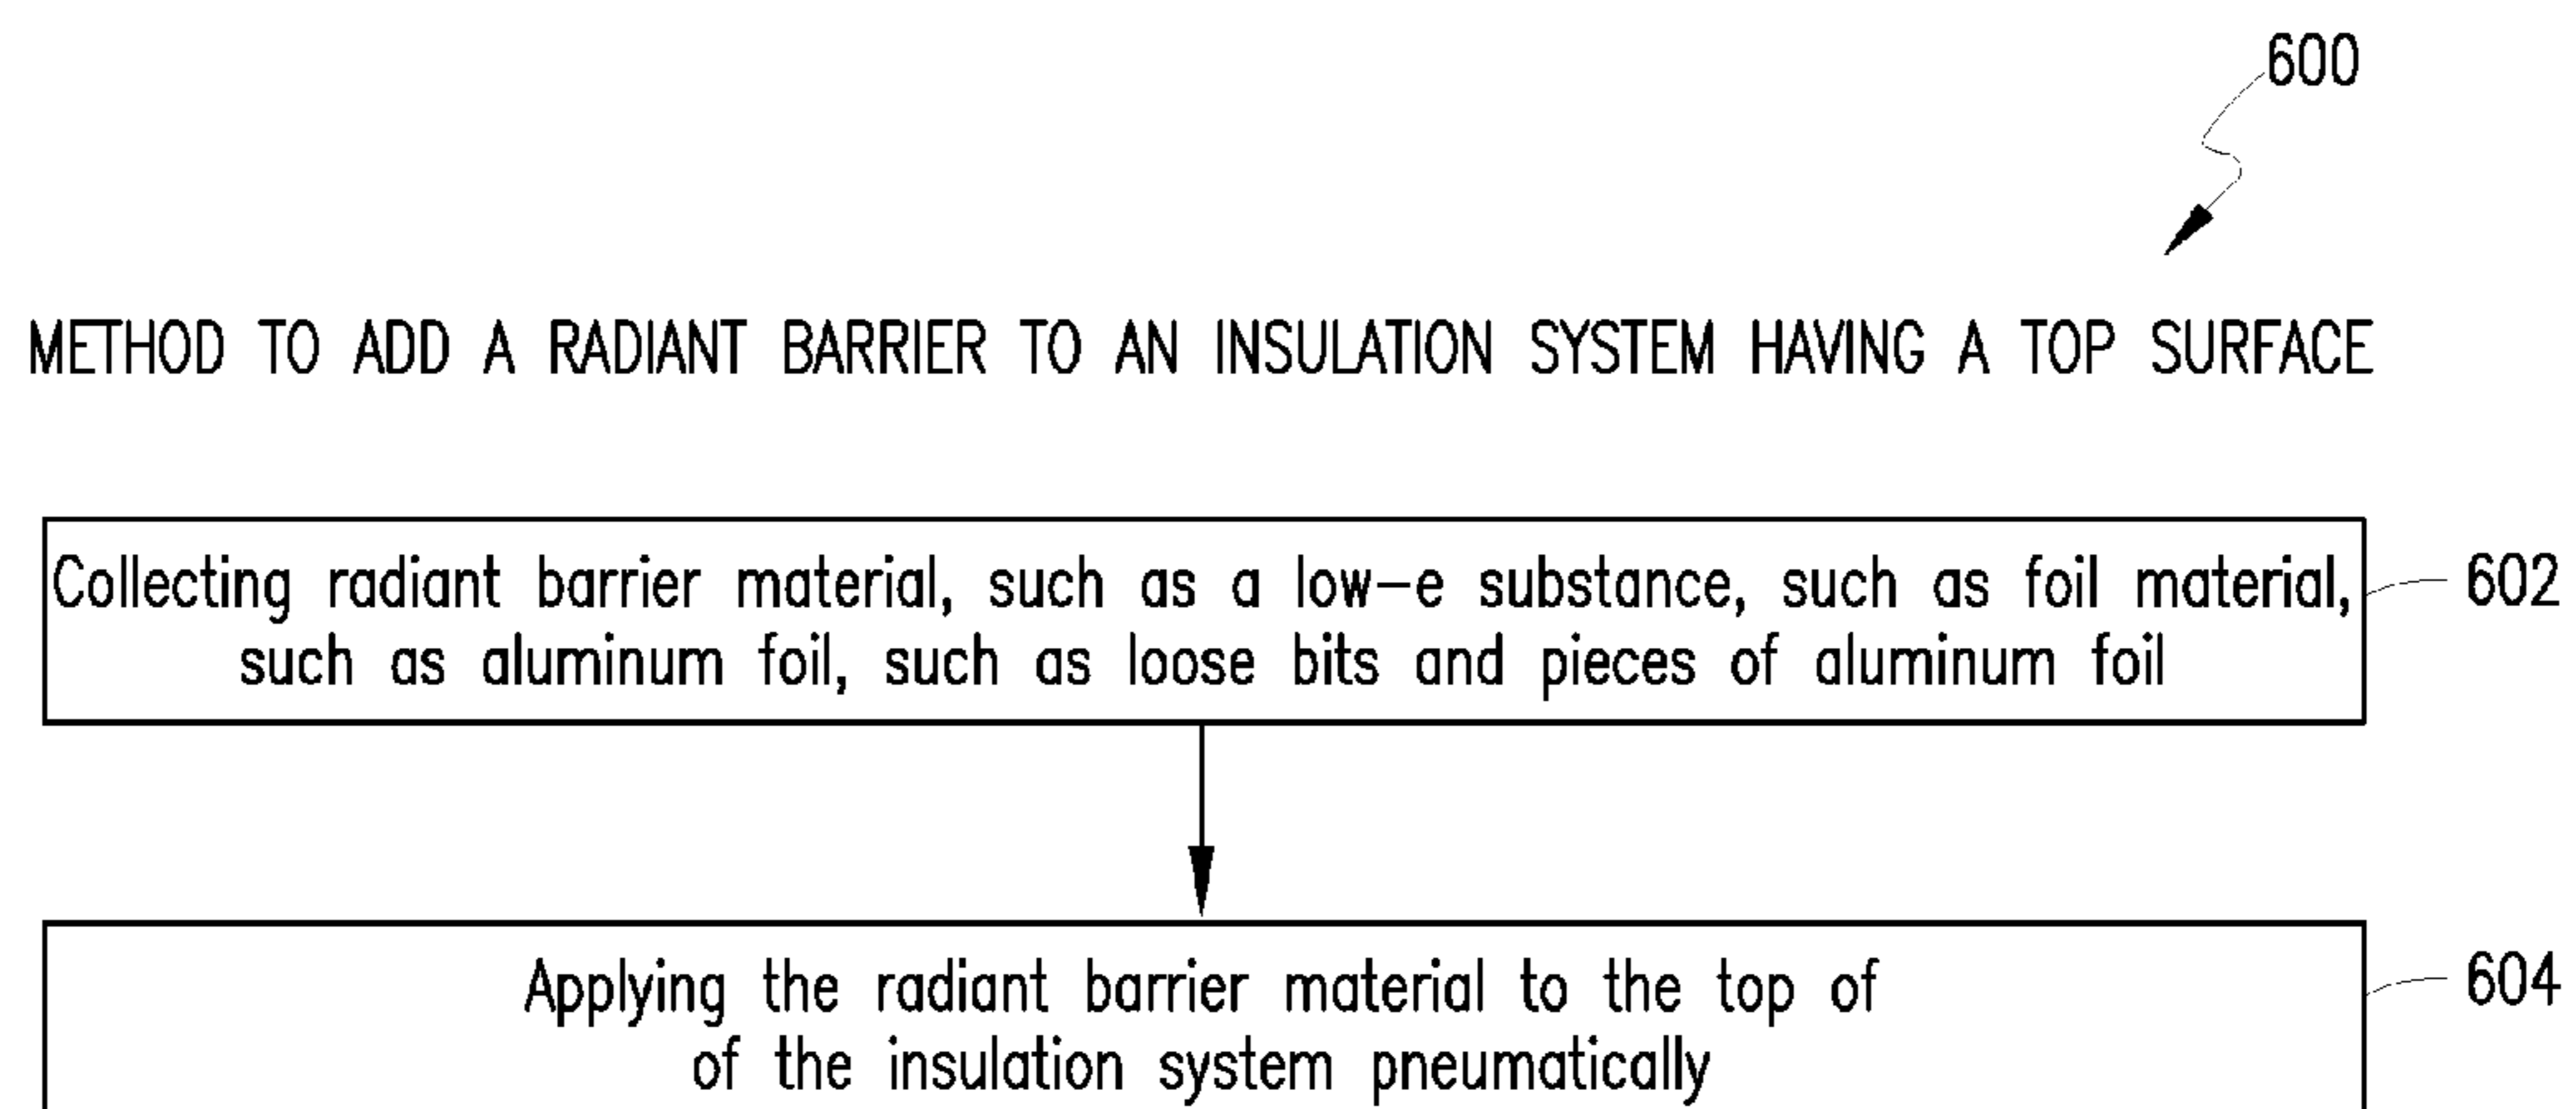 600
METHOD TO ADD A RADIANT BARRIER TO AN INSULATION SYSTEM HAVING A TOP SURFACE
Collecting radiant barrier material, such as a low-e substance, such as foil material,
such as aluminum foil, such as loose bits and pieces of aluminum foil
602
Applying the radiant barrier material to the top of
of the insulation system pneumatically
604